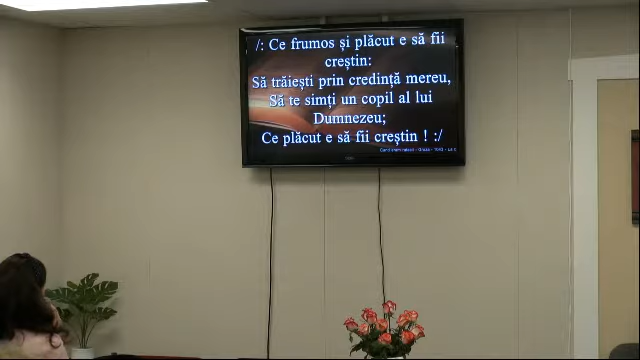 /: Ce frumos și plăcut e să fii
creștin:
Să trăiești prin credință mereu,
Să te simți un copil al lui
Dumnezeu;
Ce plăcut e să fii creștin ! :/